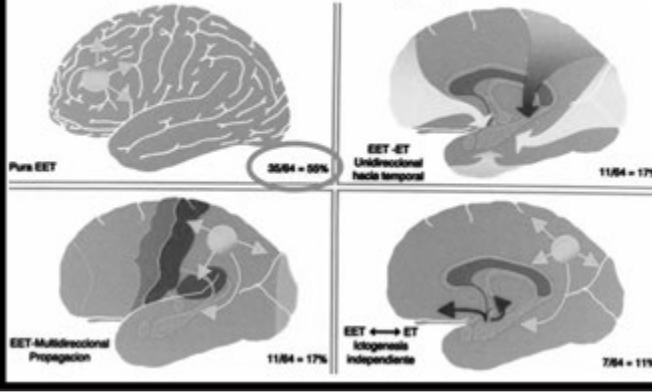 Pura EET
35/64 = 55%
EET -ET
Unidireccional
hacia temporal
11/64 = 17%
EET-Multidireccional
Propagacion
11/64 = 17%
EET ⟷ ET
Ictogenesis
independiente
7/64 = 11%